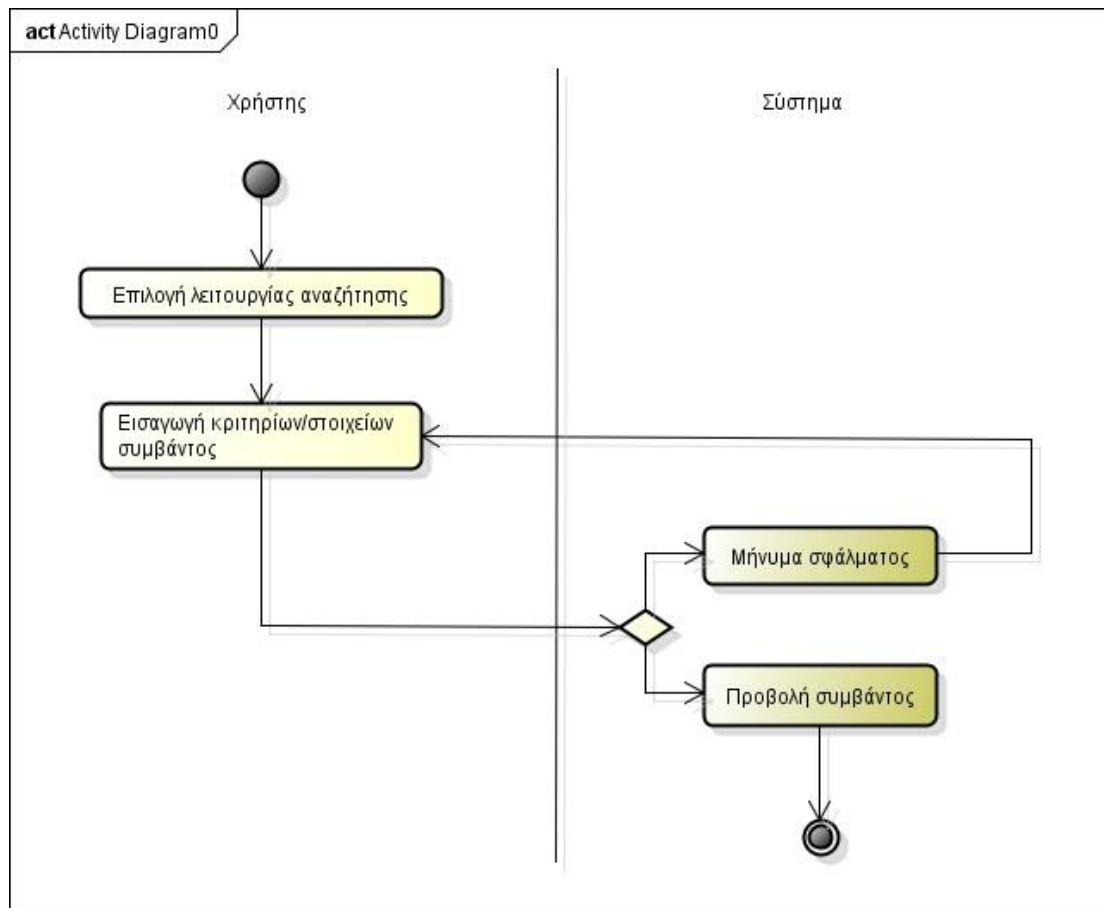 act Activity Diagram0
Χρήστης
Σύστημα
Επιλογή λειτουργίας αναζήτησης
Εισαγωγή κριτηρίων/στοιχείων
συμβάντος
Μήνυμα σφάλματος
Προβολή συμβάντος